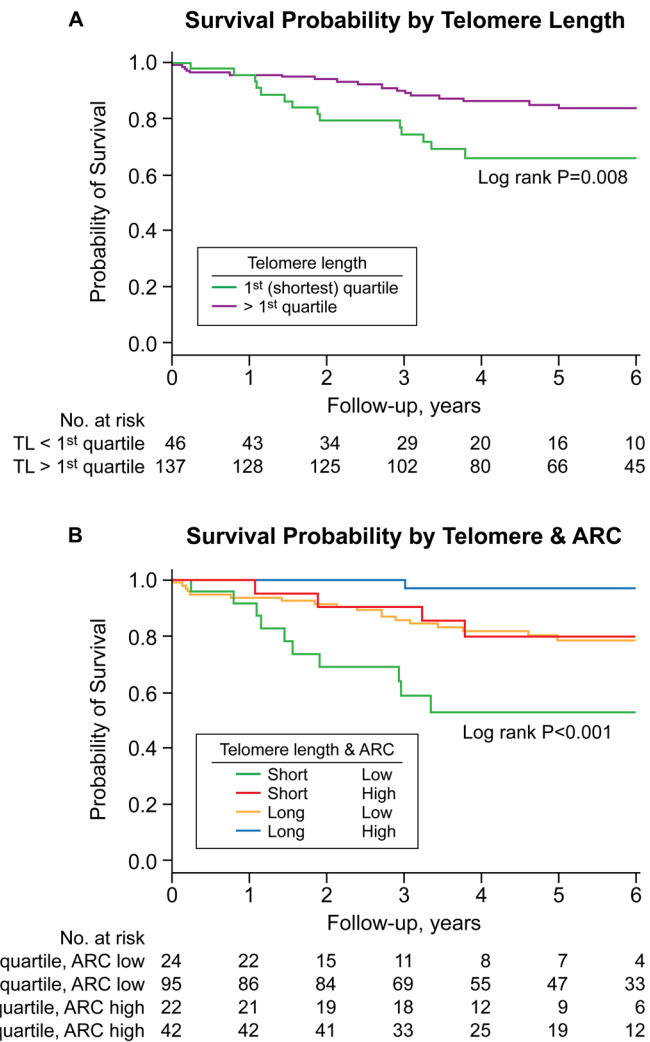 A
Survival Probability by Telomere Length
Probability of Survival
1.0
0.8
0.6
0.4
0.2
0.0
Log rank P=0.008
Telomere length
1st (shortest) quartile
> 1st quartile
0 1 2 3 4 5 6
Follow-up, years
No. at risk
TL < 1st quartile 46 43 34 29 20 16 10
TL > 1st quartile 137 128 125 102 80 66 45
B
Survival Probability by Telomere & ARC
Probability of Survival
1.0
0.8
0.6
0.4
0.2
0.0
Log rank P<0.001
Telomere length & ARC
Short Low
Short High
Long Low
Long High
0 1 2 3 4 5 6
Follow-up, years
No. at risk
quartile, ARC low 24 22 15 11 8 7 4
quartile, ARC low 95 86 84 69 55 47 33
quartile, ARC high 22 21 19 18 12 9 6
quartile, ARC high 42 42 41 33 25 19 12